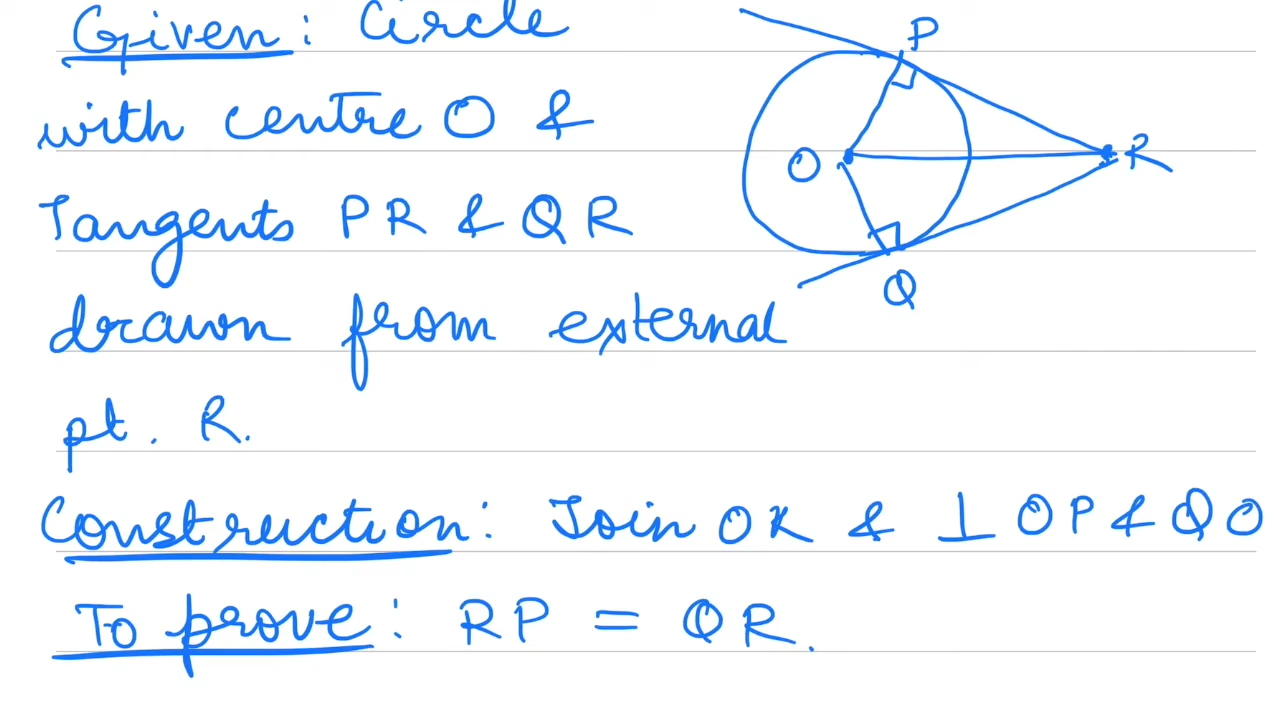 Given: Circle
with centre O &
Tangents PR & QR
drawn from external
pt. R.
Construction: Join OR & ⊥ OP & QO
To prove: RP = QR.
P
O
R
Q